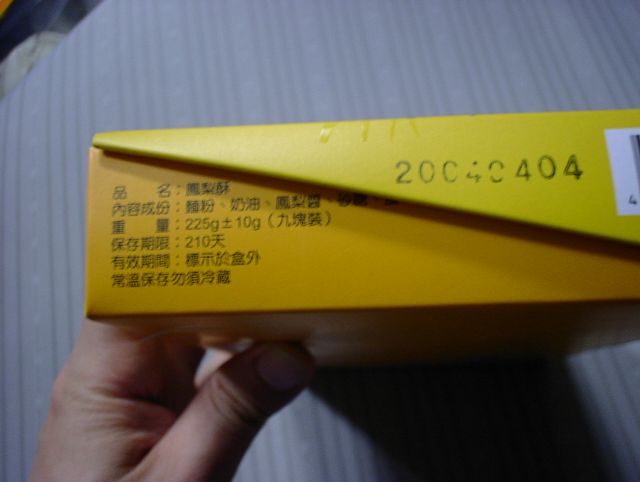 20040404
品 名：鳳梨酥
內容成份：麵粉、奶油、鳳梨醬、砂糖、
重 量：225g±10g（九塊裝）
保存期限：210天
有效期間：標示於盒外
常溫保存勿須冷藏
4